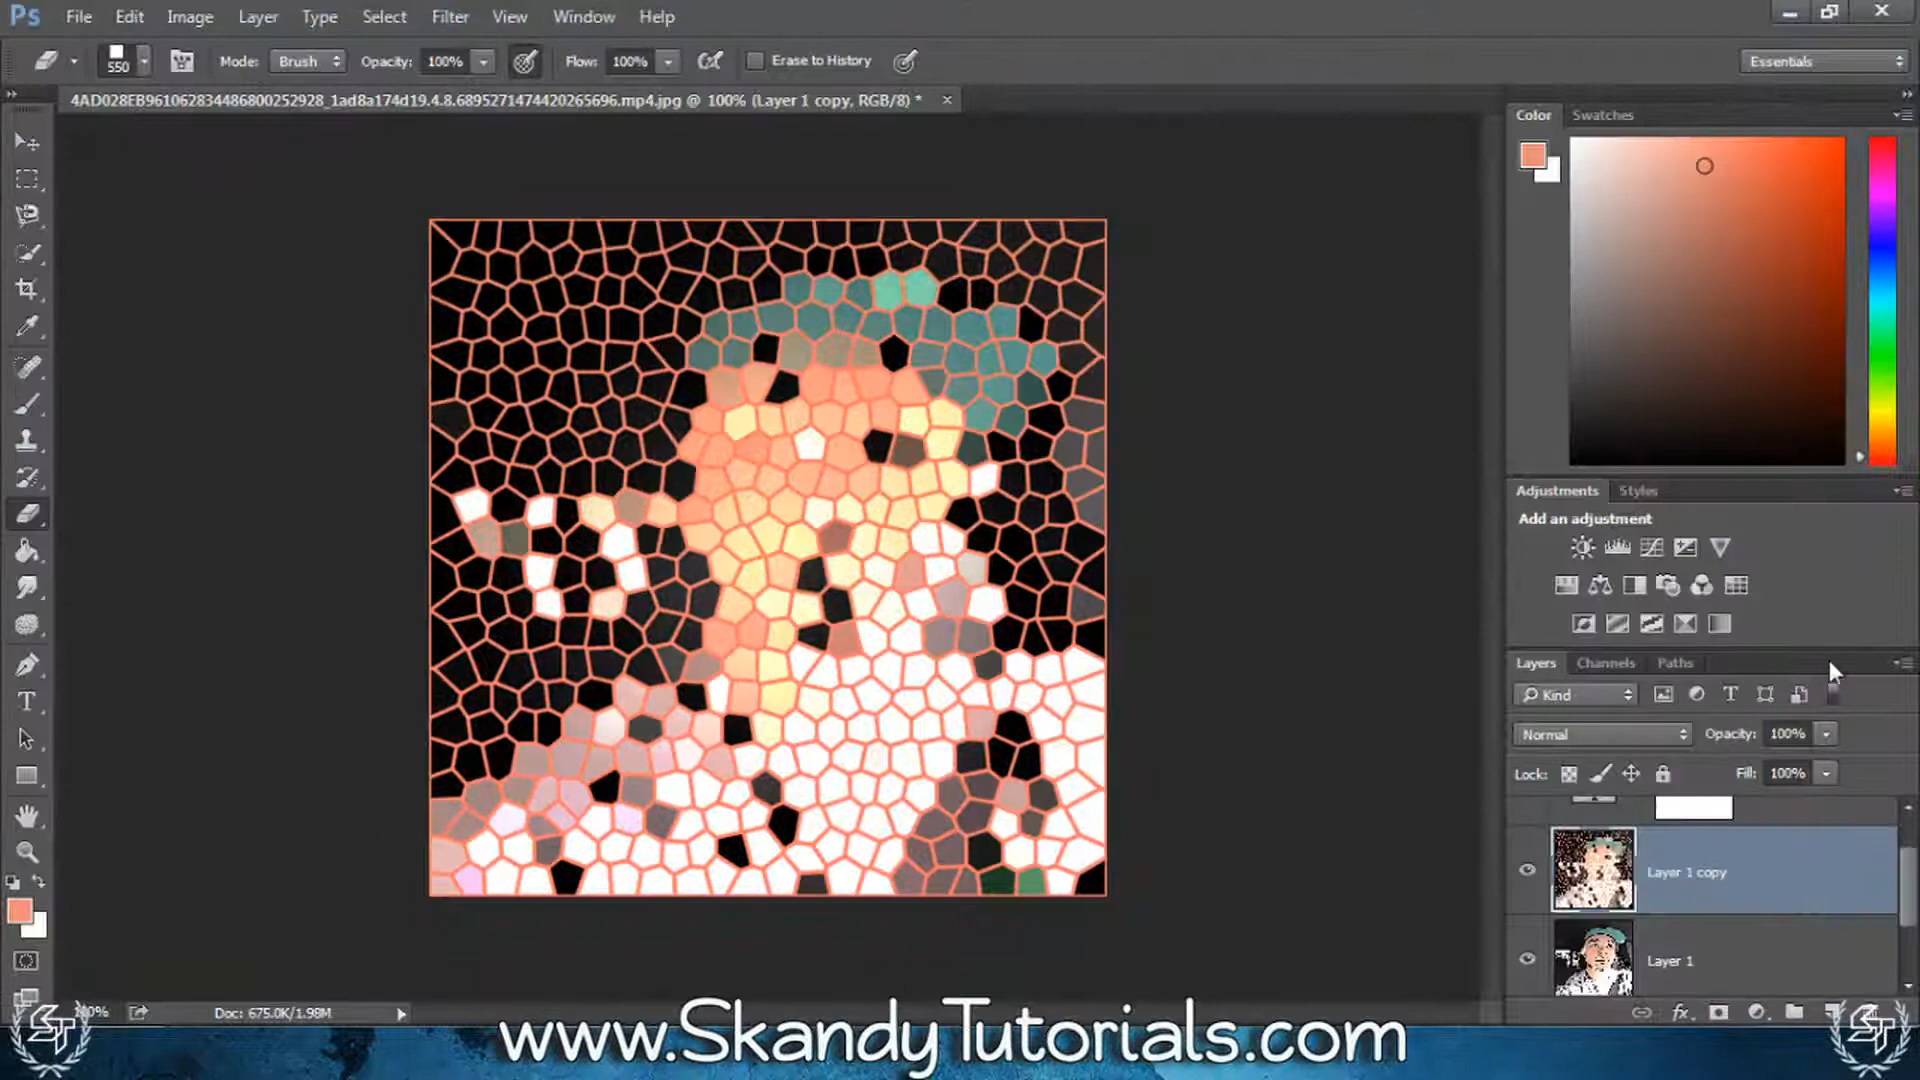 Ps File Edit Image Layer Type Select Filter View Window Help
550 Mode: Brush Opacity: 100% Flow: 100% Erase to History Essentials
4AD028EB961062834486800252928_1ad8a174d19.4.8.6895271474420265696.mp4.jpg @ 100% (Layer 1 copy, RGB/8) *
Color Swatches
Adjustments Styles
Add an adjustment
Layers Channels Paths
Kind
Normal Opacity: 100%
Lock: Fill: 100%
Layer 1 copy
Layer 1
Doc: 675.0K/1.98M
www.SkandyTutorials.com
ST
ST